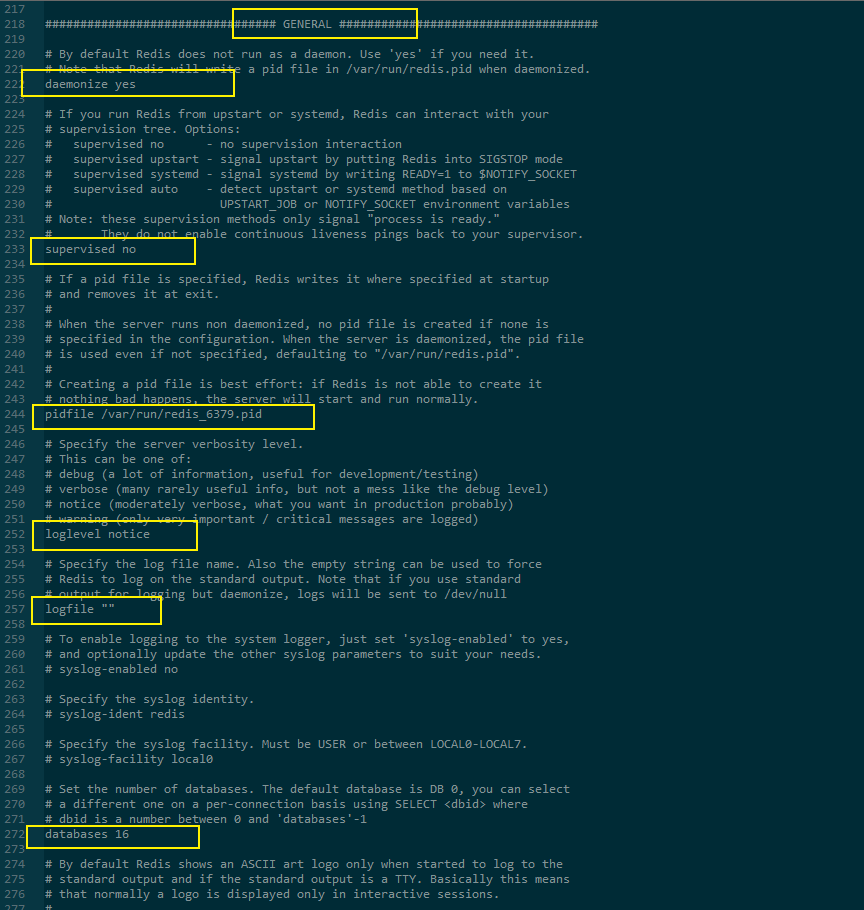 217
218 ################################# GENERAL #####################################
219
220 # By default Redis does not run as a daemon. Use 'yes' if you need it.
221 # Note that Redis will write a pid file in /var/run/redis.pid when daemonized.
222 daemonize yes
223
224 # If you run Redis from upstart or systemd, Redis can interact with your
225 # supervision tree. Options:
226 #   supervised no      - no supervision interaction
227 #   supervised upstart - signal upstart by putting Redis into SIGSTOP mode
228 #   supervised systemd - signal systemd by writing READY=1 to $NOTIFY_SOCKET
229 #   supervised auto    - detect upstart or systemd method based on
230 #                        UPSTART_JOB or NOTIFY_SOCKET environment variables
231 # Note: these supervision methods only signal "process is ready."
232 #       They do not enable continuous liveness pings back to your supervisor.
233 supervised no
234
235 # If a pid file is specified, Redis writes it where specified at startup
236 # and removes it at exit.
237 #
238 # When the server runs non daemonized, no pid file is created if none is
239 # specified in the configuration. When the server is daemonized, the pid file
240 # is used even if not specified, defaulting to "/var/run/redis.pid".
241 #
242 # Creating a pid file is best effort: if Redis is not able to create it
243 # nothing bad happens, the server will start and run normally.
244 pidfile /var/run/redis_6379.pid
245
246 # Specify the server verbosity level.
247 # This can be one of:
248 # debug (a lot of information, useful for development/testing)
249 # verbose (many rarely useful info, but not a mess like the debug level)
250 # notice (moderately verbose, what you want in production probably)
251 # warning (only very important / critical messages are logged)
252 loglevel notice
253
254 # Specify the log file name. Also the empty string can be used to force
255 # Redis to log on the standard output. Note that if you use standard
256 # output for logging but daemonize, logs will be sent to /dev/null
257 logfile ""
258
259 # To enable logging to the system logger, just set 'syslog-enabled' to yes,
260 # and optionally update the other syslog parameters to suit your needs.
261 # syslog-enabled no
262
263 # Specify the syslog identity.
264 # syslog-ident redis
265
266 # Specify the syslog facility. Must be USER or between LOCAL0-LOCAL7.
267 # syslog-facility local0
268
269 # Set the number of databases. The default database is DB 0, you can select
270 # a different one on a per-connection basis using SELECT <dbid> where
271 # dbid is a number between 0 and 'databases'-1
272 databases 16
273
274 # By default Redis shows an ASCII art logo only when started to log to the
275 # standard output and if the standard output is a TTY. Basically this means
276 # that normally a logo is displayed only in interactive sessions.
277 #